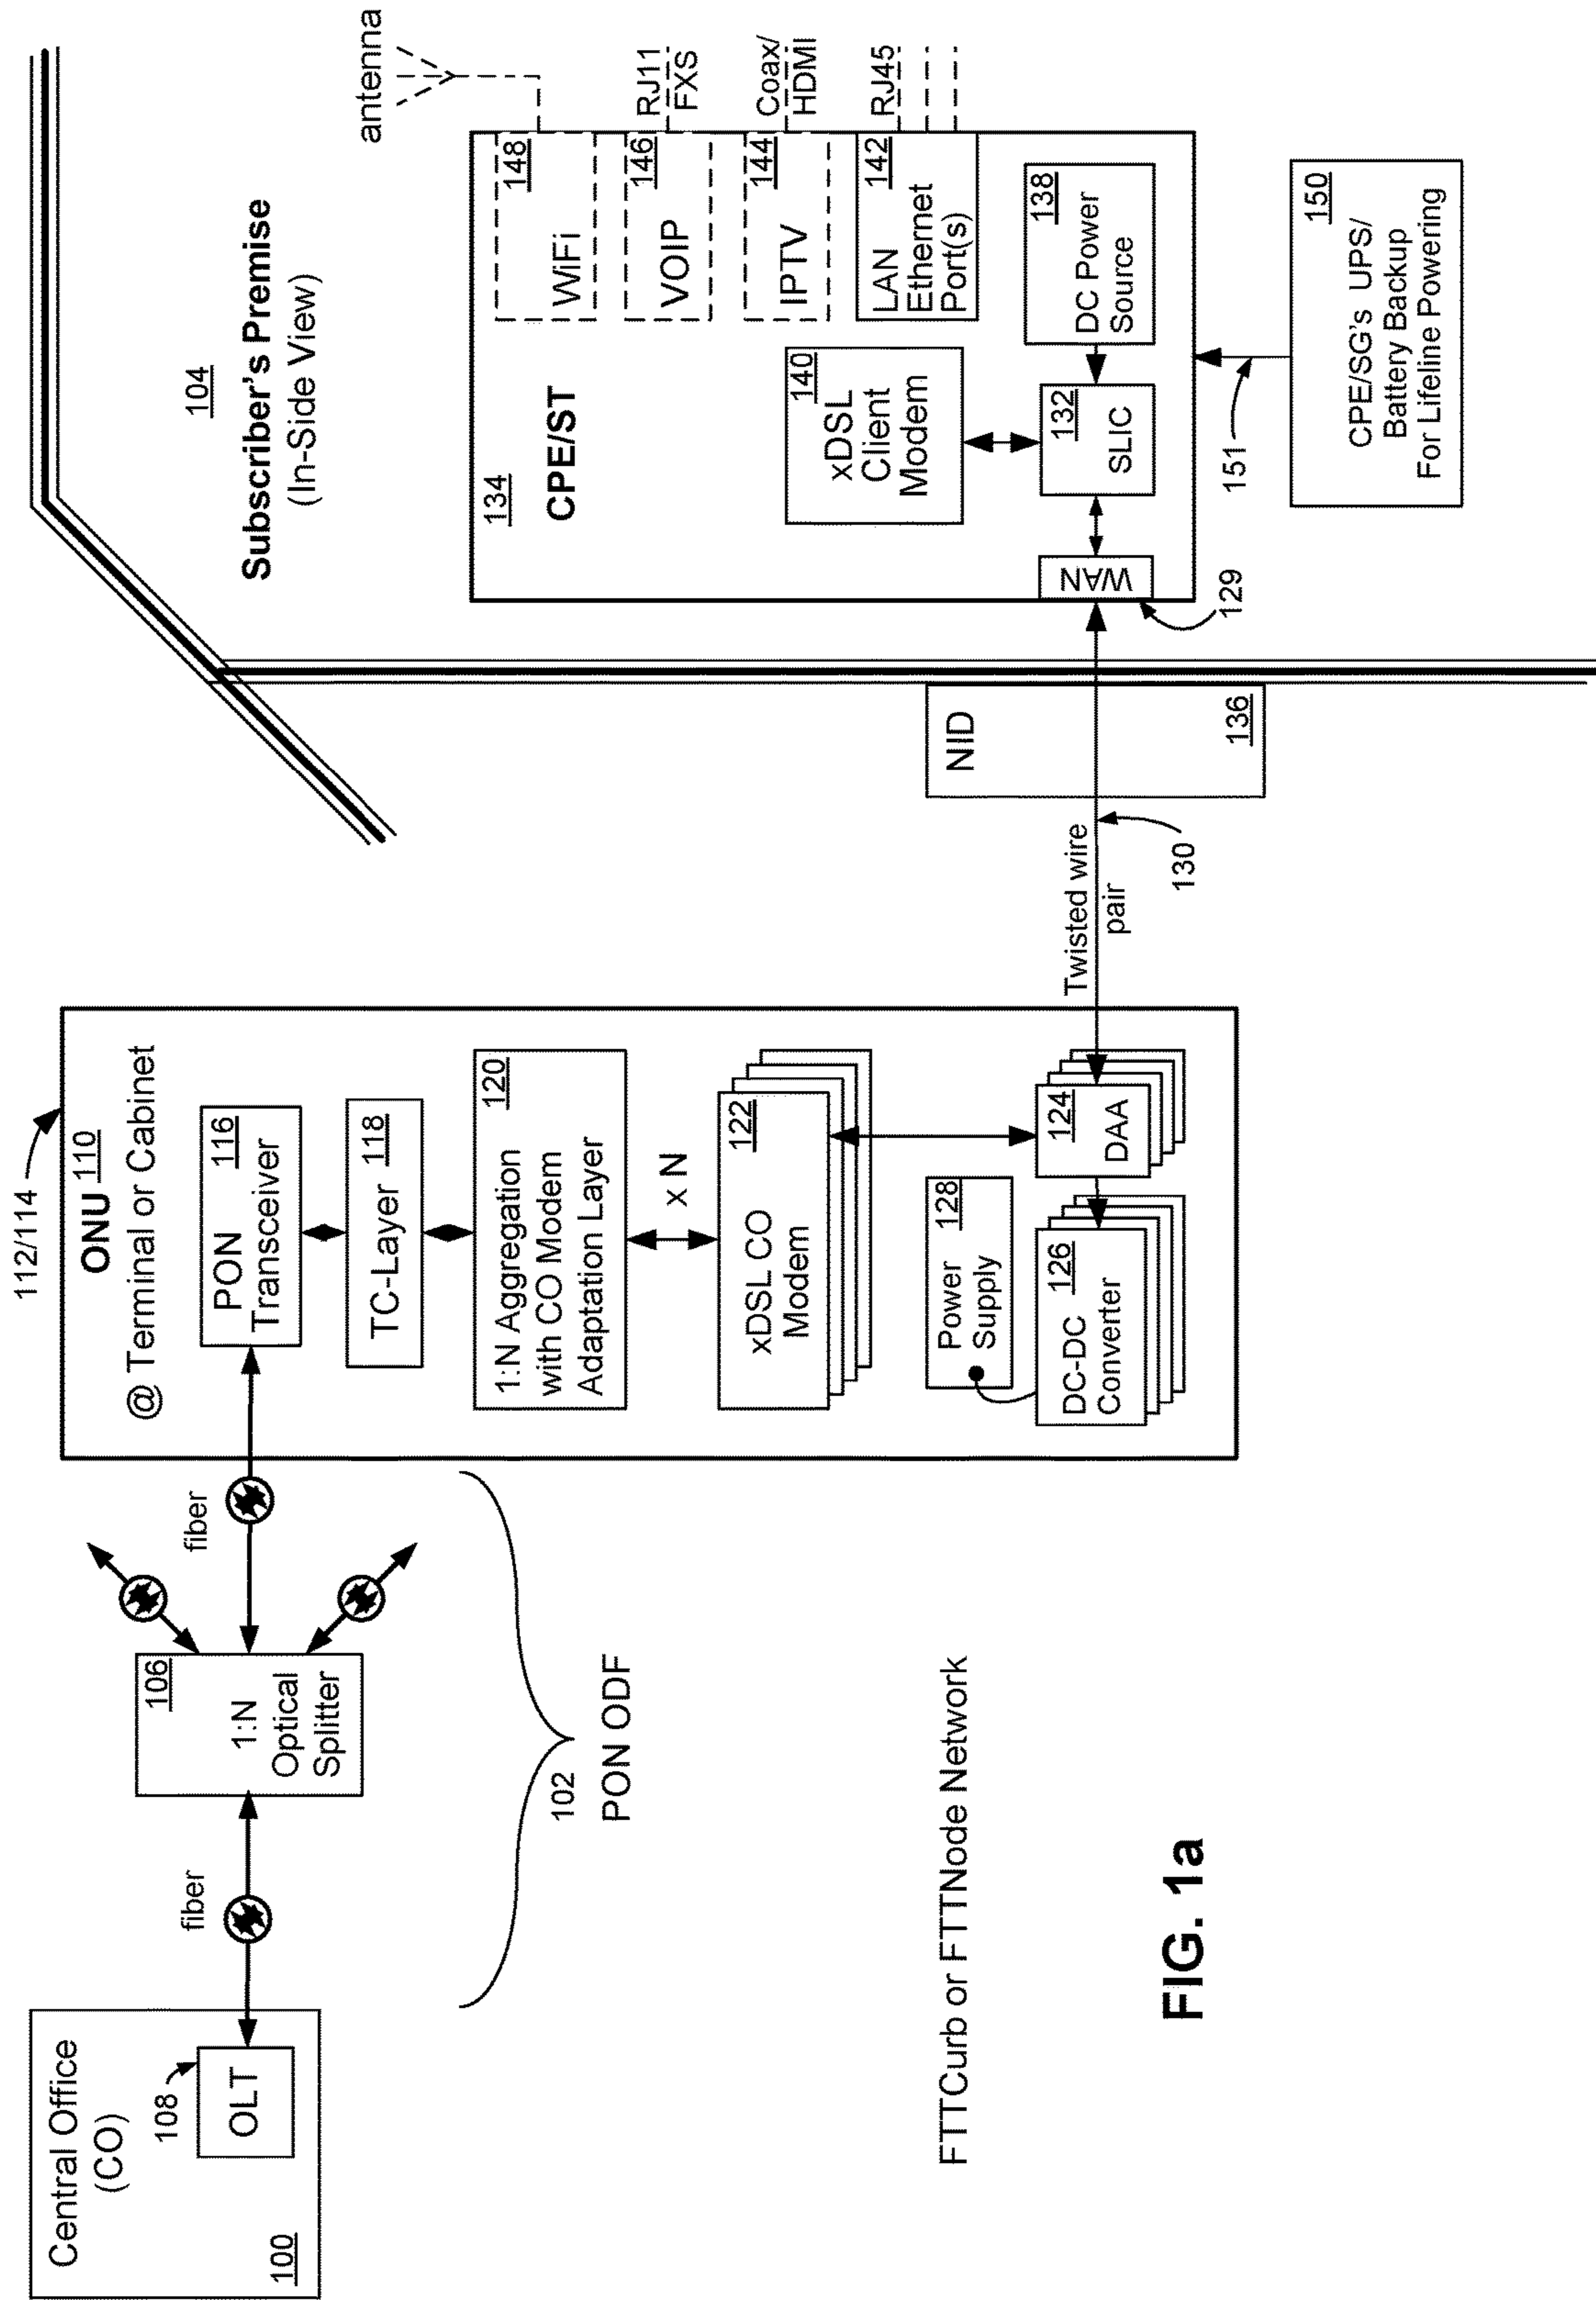 Central Office
(CO)
108
OLT
100
fiber
106
1:N
Optical
Splitter
fiber
102
PON ODF
112/114
ONU 110
@ Terminal or Cabinet
PON 116
Transceiver
TC-Layer 118
120
1:N Aggregation
with CO Modem
Adaptation Layer
x N
122
xDSL CO
Modem
Power 128
Supply
124
DAA
126
DC-DC
Converter
Twisted wire
pair
130
NID
136
104
Subscriber's Premise
(In-Side View)
antenna
134
CPE/ST
148
WiFi
146
VOIP
RJ11
FXS
144
IPTV
Coax/
HDMI
142
LAN
Ethernet
Port(s)
RJ45
140
xDSL
Client
Modem
138
DC Power
Source
132
SLIC
WAN
129
151
150
CPE/SG's UPS/
Battery Backup
For Lifeline Powering
FTTCurb or FTTNode Network
FIG. 1a